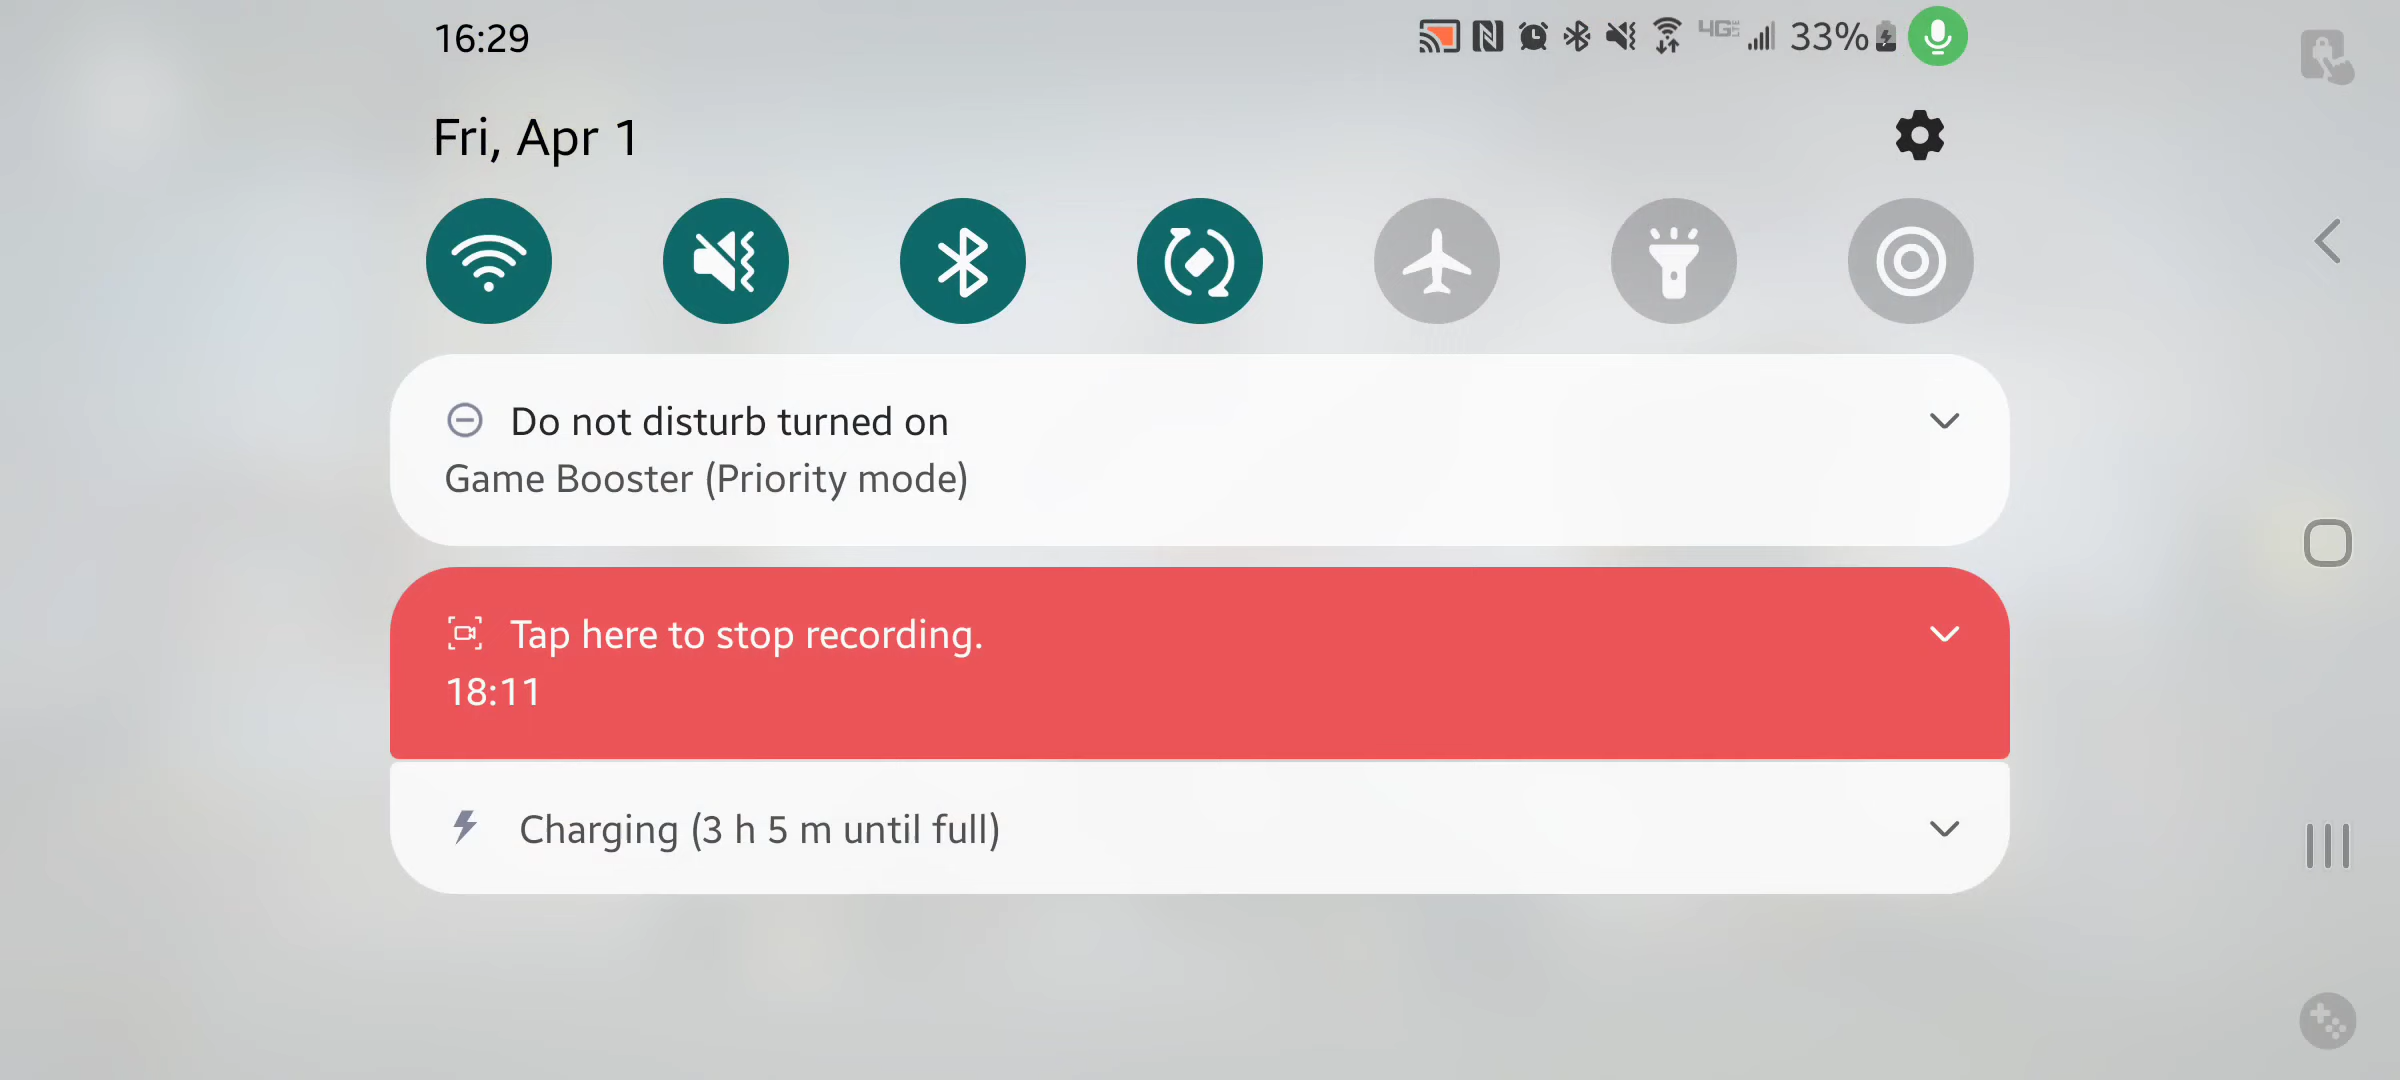 16:29
4G 33%
Fri, Apr 1
Do not disturb turned on
Game Booster (Priority mode)
Tap here to stop recording.
18:11
Charging (3 h 5 m until full)